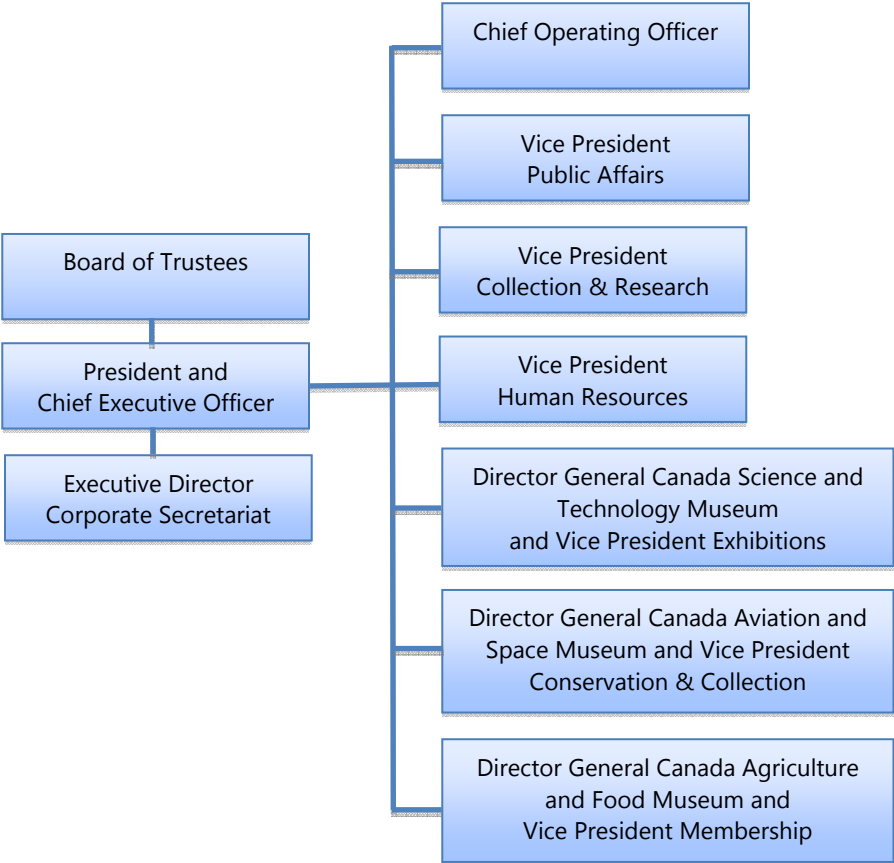 Board of Trustees
President and
Chief Executive Officer
Executive Director
Corporate Secretariat
Chief Operating Officer
Vice President
Public Affairs
Vice President
Collection & Research
Vice President
Human Resources
Director General Canada Science and
Technology Museum
and Vice President Exhibitions
Director General Canada Aviation and
Space Museum and Vice President
Conservation & Collection
Director General Canada Agriculture
and Food Museum and
Vice President Membership